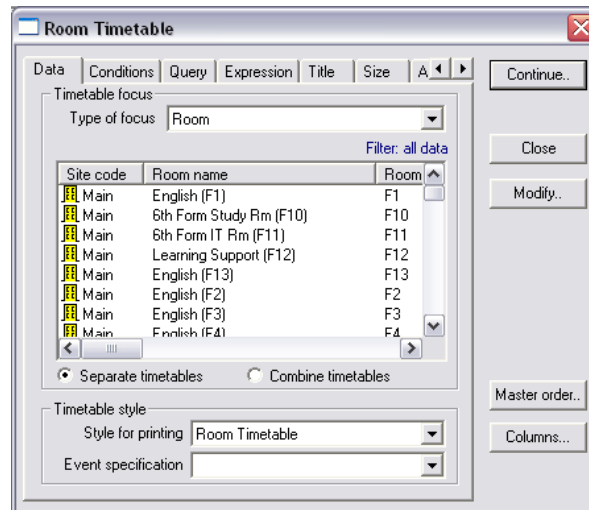 Room Timetable
Data Conditions Query Expression Title Size A
Continue..
Timetable focus
Type of focus Room
Filter: all data
Close
Site code Room name Room
Modify..
Main English (F1) F1
Main 6th Form Study Rm (F10) F10
Main 6th Form IT Rm (F11) F11
Main Learning Support (F12) F12
Main English (F13) F13
Main English (F2) F2
Main English (F3) F3
Main English (F4) F4
Separate timetables Combine timetables
Master order..
Timetable style
Style for printing Room Timetable
Columns...
Event specification